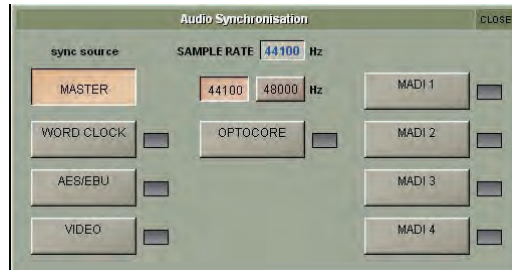 Audio Synchronisation CLOSE
sync source SAMPLE RATE 44100 Hz
MASTER 44100 48000 Hz MADI 1
WORD CLOCK OPTOCORE MADI 2
AES/EBU MADI 3
VIDEO MADI 4